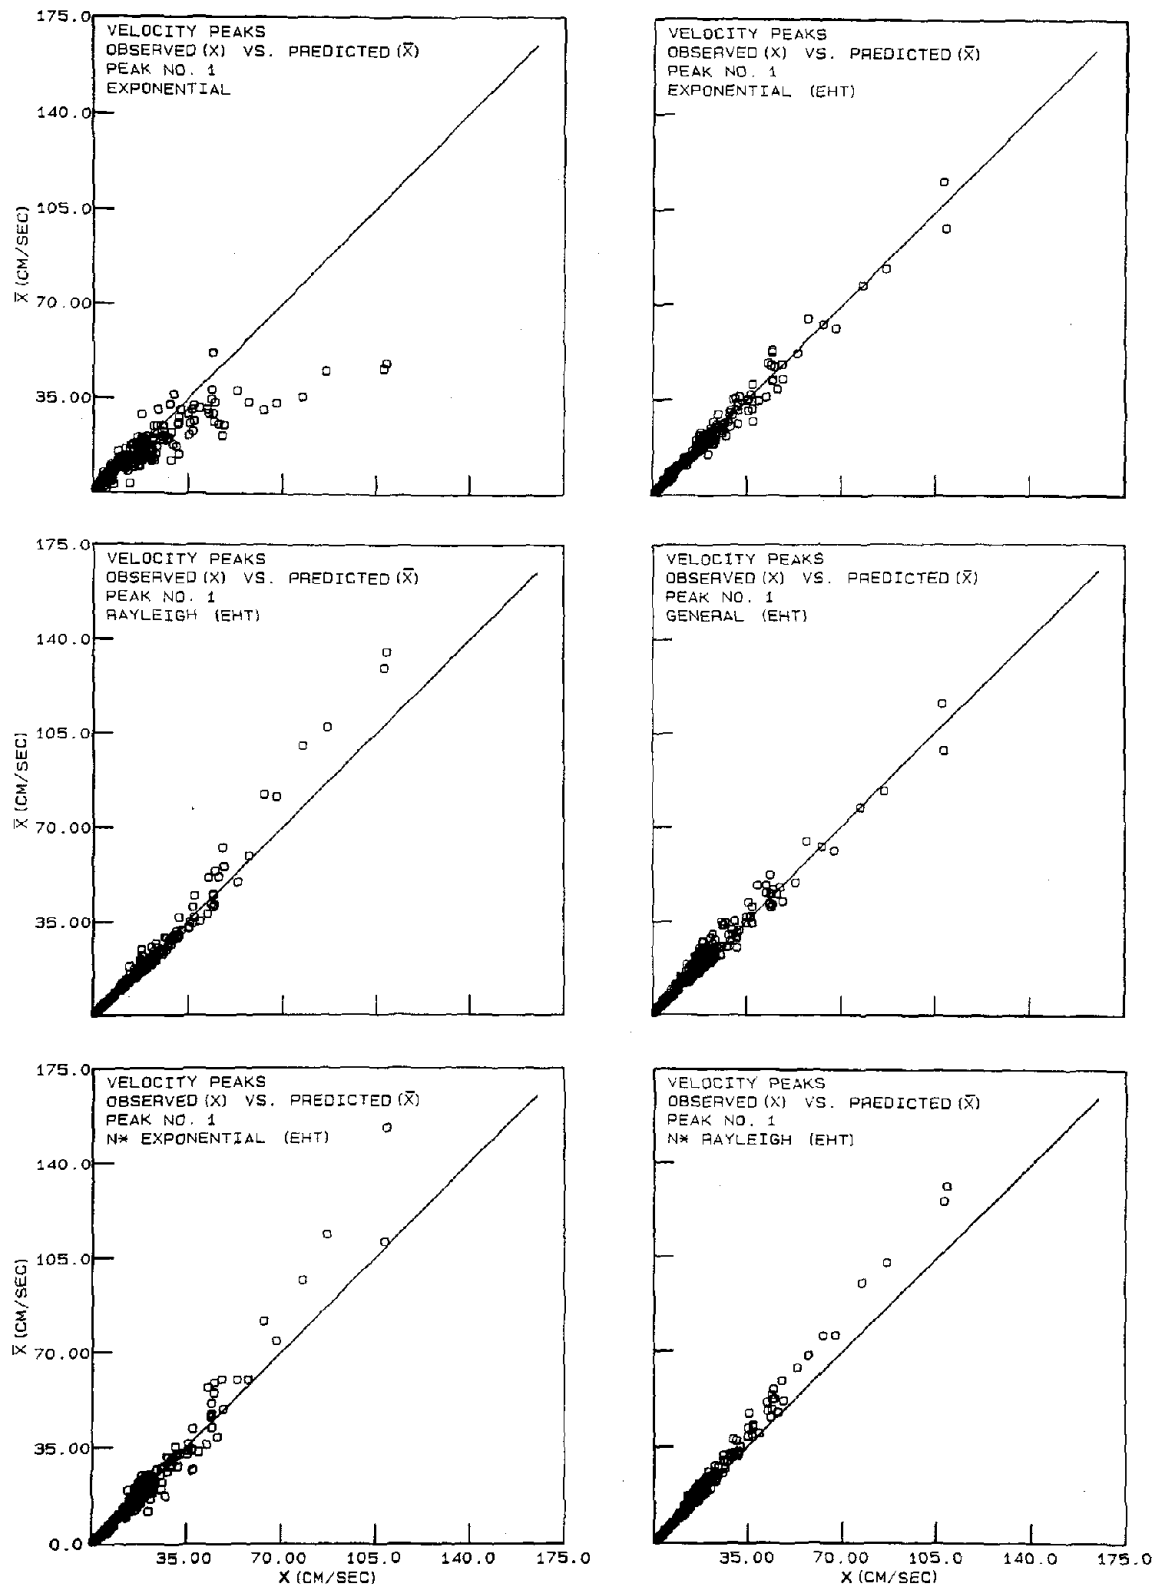 175.0
VELOCITY PEAKS
OBSERVED (X) VS. PREDICTED (X̄)
PEAK NO. 1
EXPONENTIAL
140.0
105.0
70.00
35.00
X̄ (CM/SEC)
VELOCITY PEAKS
OBSERVED (X) VS. PREDICTED (X̄)
PEAK NO. 1
EXPONENTIAL (EHT)
175.0
VELOCITY PEAKS
OBSERVED (X) VS. PREDICTED (X̄)
PEAK NO. 1
RAYLEIGH (EHT)
140.0
105.0
70.00
35.00
X̄ (CM/SEC)
VELOCITY PEAKS
OBSERVED (X) VS. PREDICTED (X̄)
PEAK NO. 1
GENERAL (EHT)
175.0
VELOCITY PEAKS
OBSERVED (X) VS. PREDICTED (X̄)
PEAK NO. 1
N* EXPONENTIAL (EHT)
140.0
105.0
70.00
35.00
0.0
X̄ (CM/SEC)
35.00 70.00 105.0 140.0 175.0
X (CM/SEC)
VELOCITY PEAKS
OBSERVED (X) VS. PREDICTED (X̄)
PEAK NO. 1
N* RAYLEIGH (EHT)
35.00 70.00 105.0 140.0 175.0
X (CM/SEC)